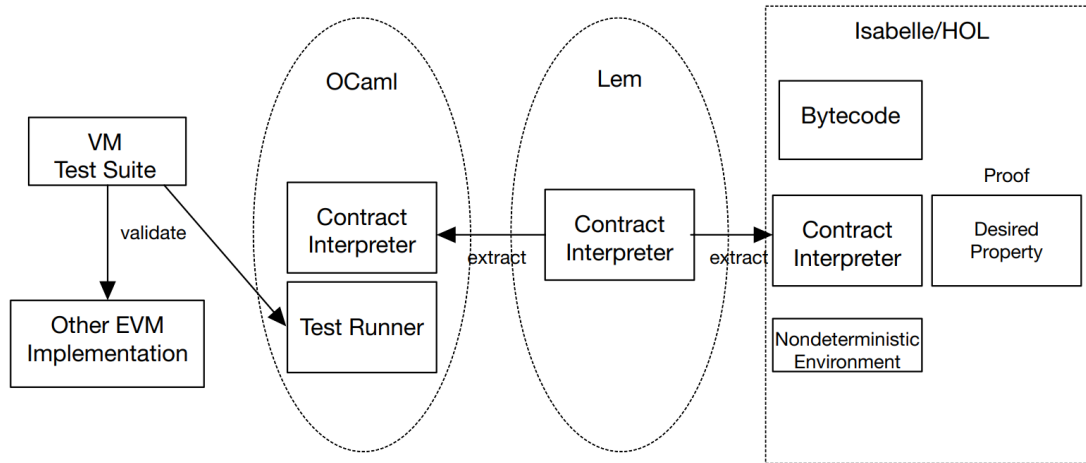 Isabelle/HOL
OCaml
Lem
Bytecode
VM
Test Suite
Proof
Contract
Interpreter
Contract
Interpreter
Contract
Interpreter
Desired
Property
validate
extract
extract
Other EVM
Implementation
Test Runner
Nondeterministic
Environment